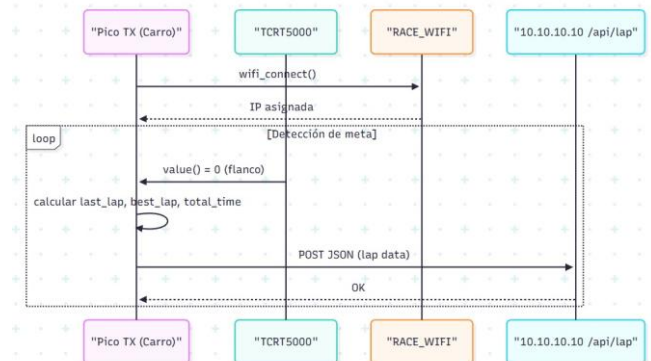 "Pico TX (Carro)"
"TCRT5000"
"RACE_WIFI"
"10.10.10.10 /api/lap"
wifi_connect()
IP asignada
loop
[Detección de meta]
value() = 0 (flanco)
calcular last_lap, best_lap, total_time
POST JSON (lap data)
OK
"Pico TX (Carro)"
"TCRT5000"
"RACE_WIFI"
"10.10.10.10 /api/lap"